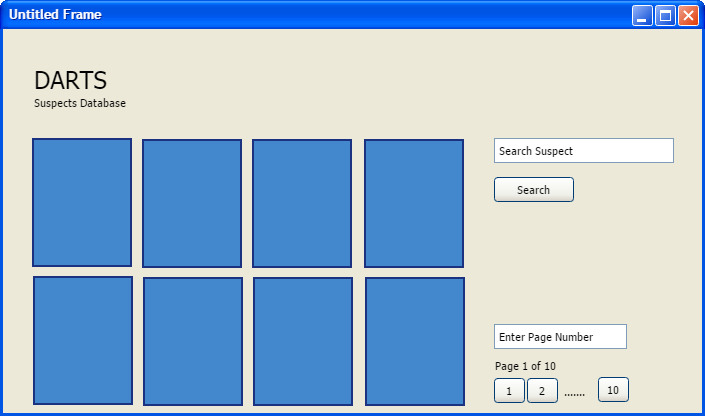 Untitled Frame
DARTS
Suspects Database
Search Suspect
Search
Enter Page Number
Page 1 of 10
1 2 ....... 10